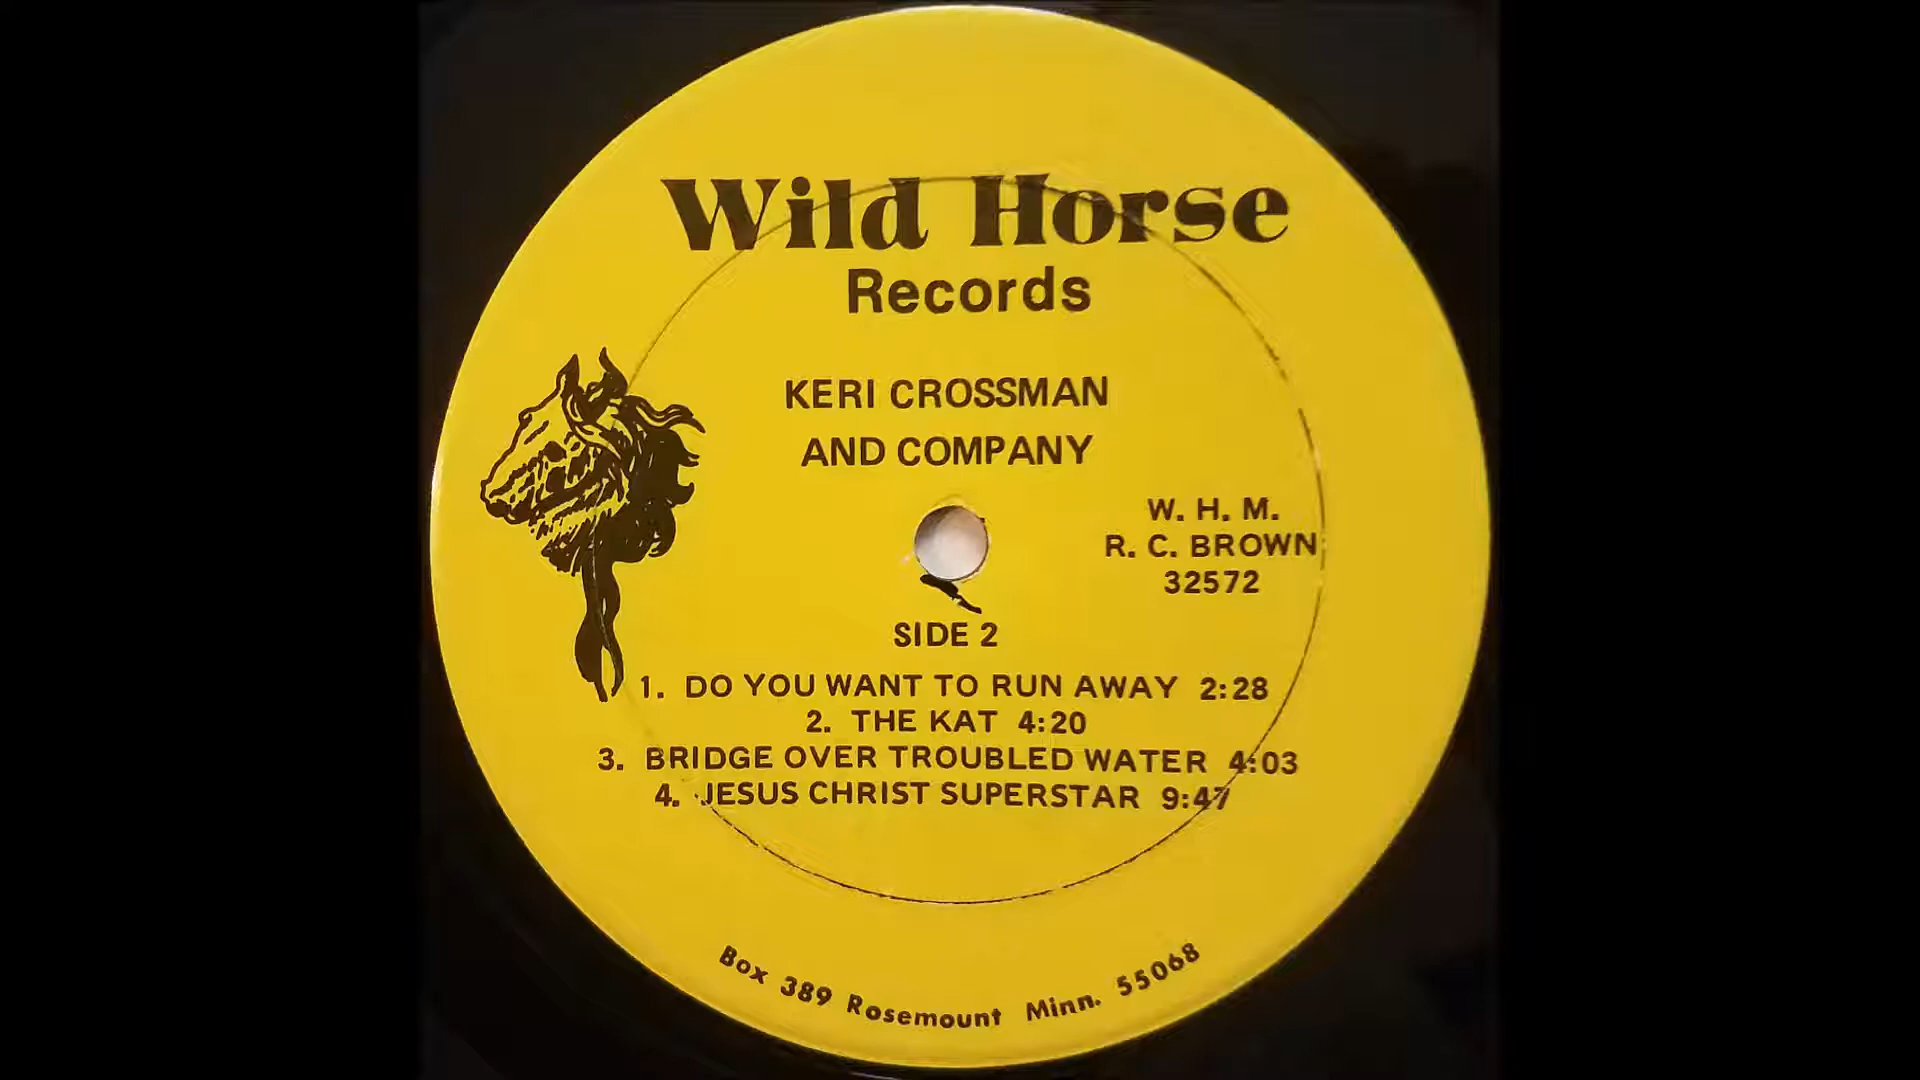 Wild Horse
Records
KERI CROSSMAN
AND COMPANY
W. H. M.
R. C. BROWN
32572
SIDE 2
1. DO YOU WANT TO RUN AWAY 2:28
2. THE KAT 4:20
3. BRIDGE OVER TROUBLED WATER 4:03
4. JESUS CHRIST SUPERSTAR 9:47
Box 389 Rosemount Minn. 55068